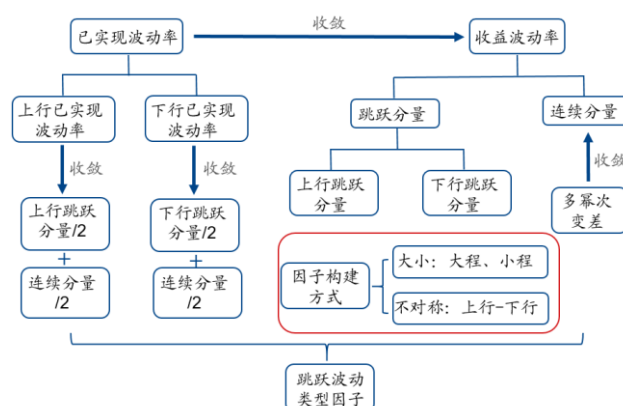 收敛
已实现波动率
收益波动率
上行已实现
波动率
下行已实现
波动率
跳跃分量
连续分量
收敛
收敛
收敛
上行跳跃
分量
下行跳跃
分量
多幂次
变差
上行跳跃
分量/2
下行跳跃
分量/2
+
+
连续分量
/2
连续分量
/2
因子构建
方式
大小：大程、小程
不对称：上行-下行
跳跃波动
类型因子